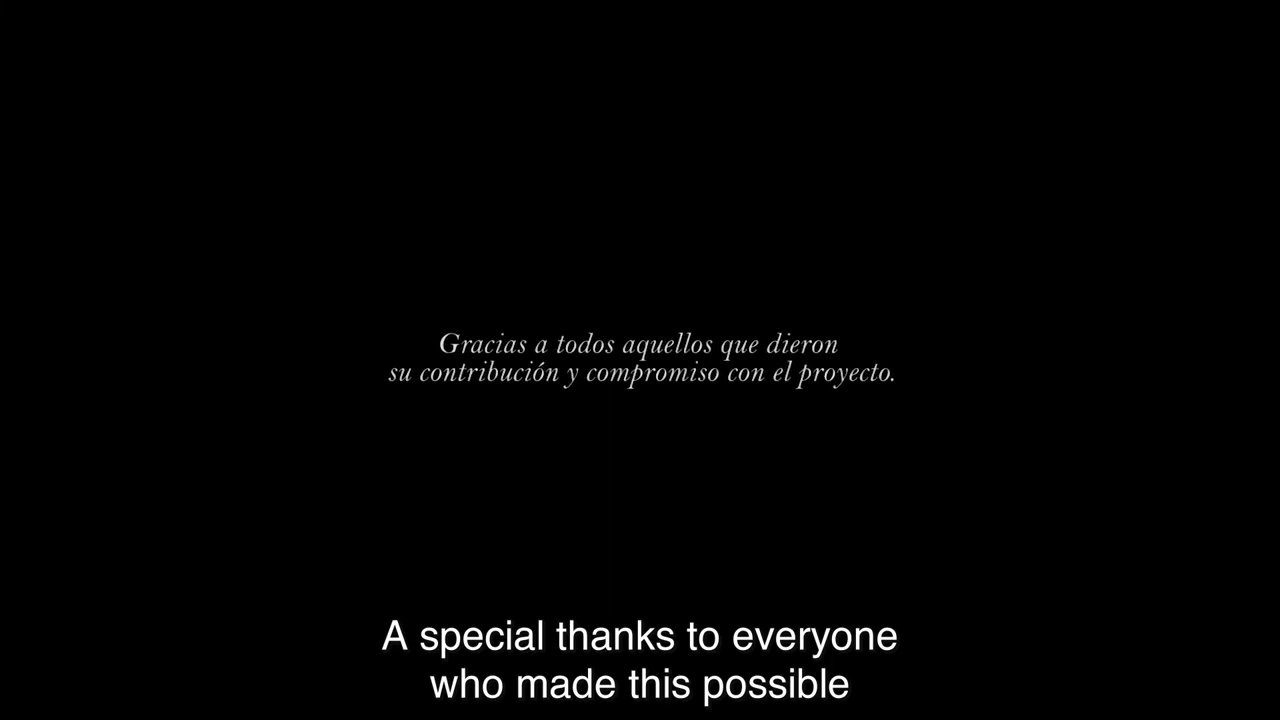 Gracias a todos aquellos que dieron
su contribución y compromiso con el proyecto.
A special thanks to everyone
who made this possible